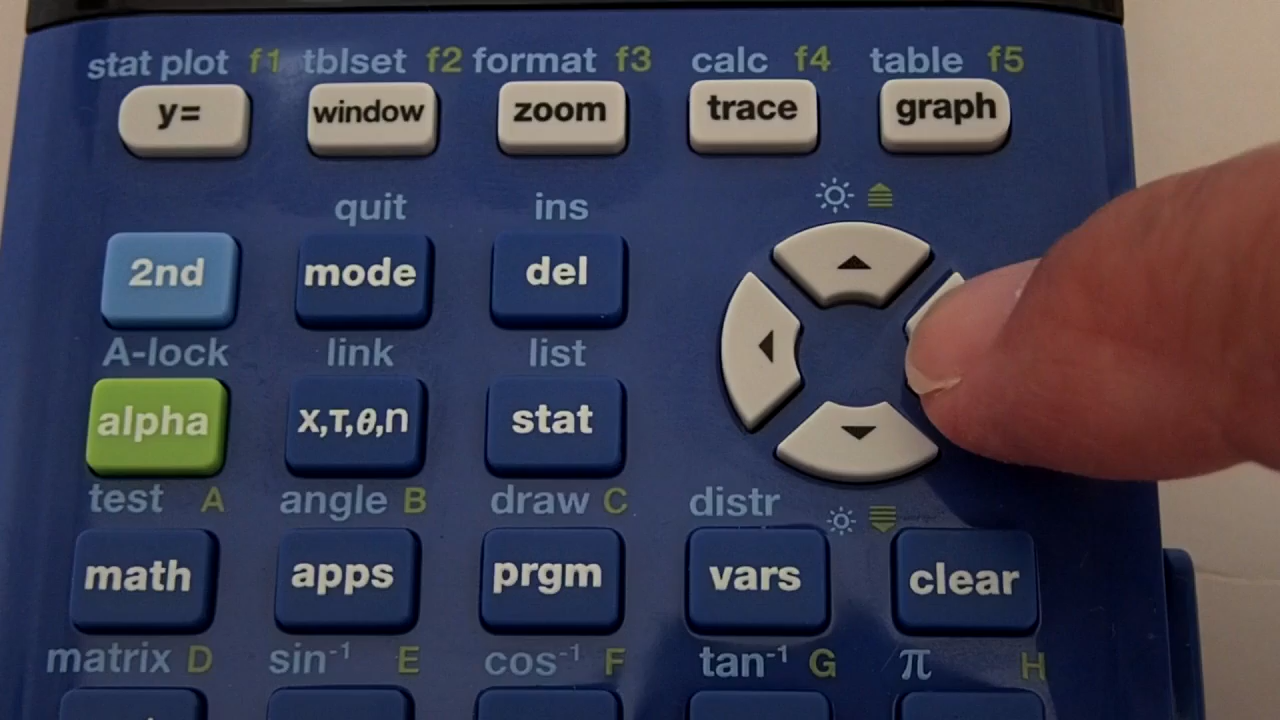 stat plot f1 tblset f2 format f3 calc f4 table f5
y= window zoom trace graph
quit ins
2nd mode del
A-lock link list
alpha X,T,θ,n stat
test A angle B draw C distr
math apps prgm vars clear
matrix D sin⁻¹ E cos⁻¹ F tan⁻¹ G π H